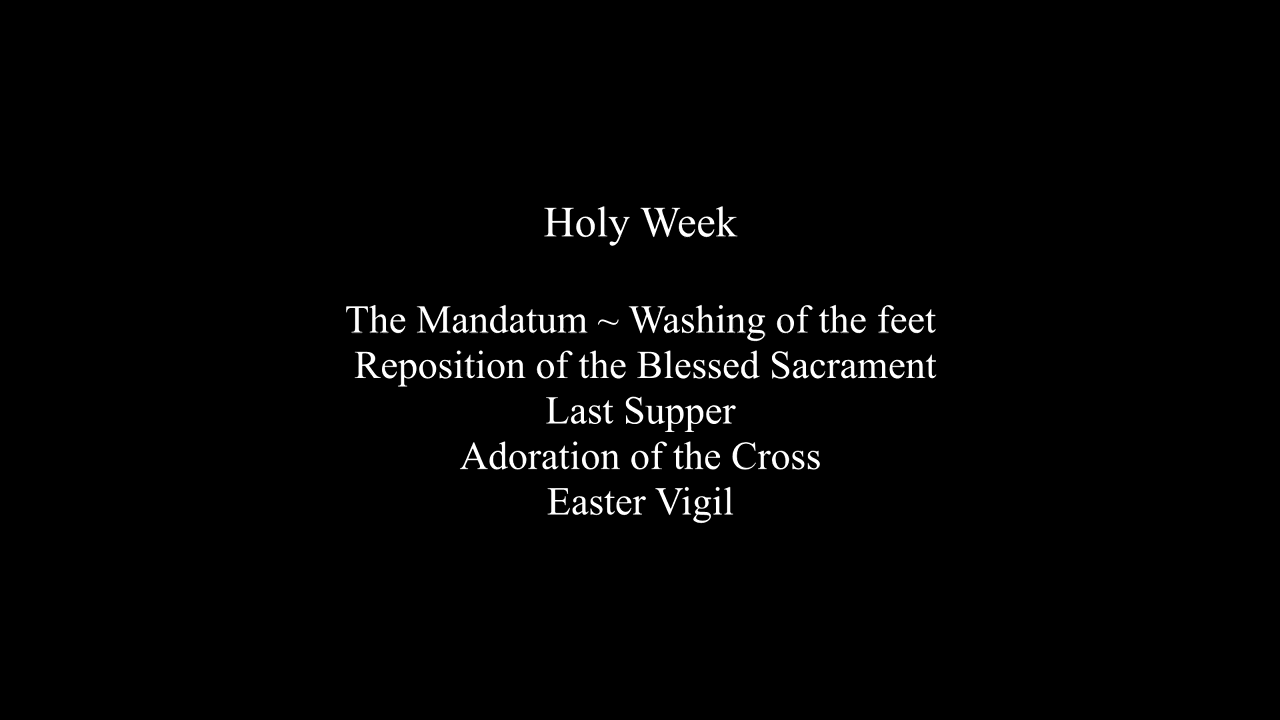 Holy Week
The Mandatum ~ Washing of the feet
Reposition of the Blessed Sacrament
Last Supper
Adoration of the Cross
Easter Vigil